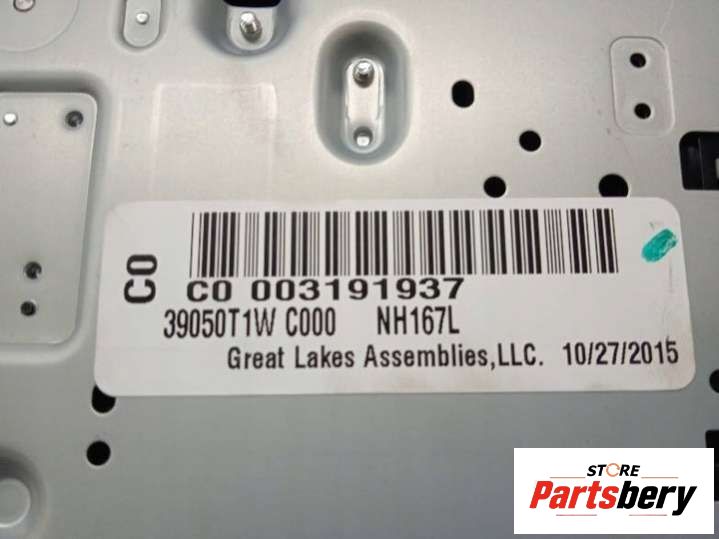 C0
C0 003191937
39050T1W C000 NH167L
Great Lakes Assemblies,LLC. 10/27/2015
STORE
Partsbery